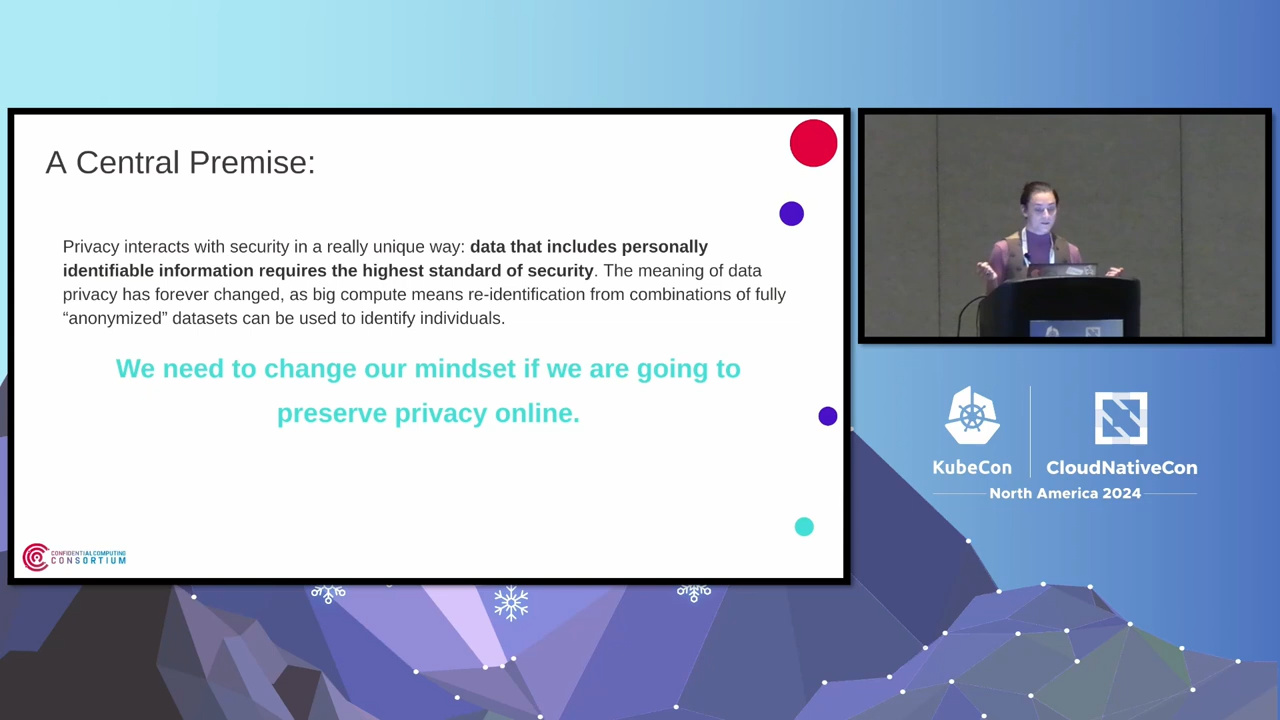 A Central Premise:
Privacy interacts with security in a really unique way: data that includes personally
identifiable information requires the highest standard of security. The meaning of data
privacy has forever changed, as big compute means re-identification from combinations of fully
“anonymized” datasets can be used to identify individuals.
We need to change our mindset if we are going to
preserve privacy online.
CONFIDENTIAL COMPUTING
CONSORTIUM
KubeCon
CloudNativeCon
North America 2024